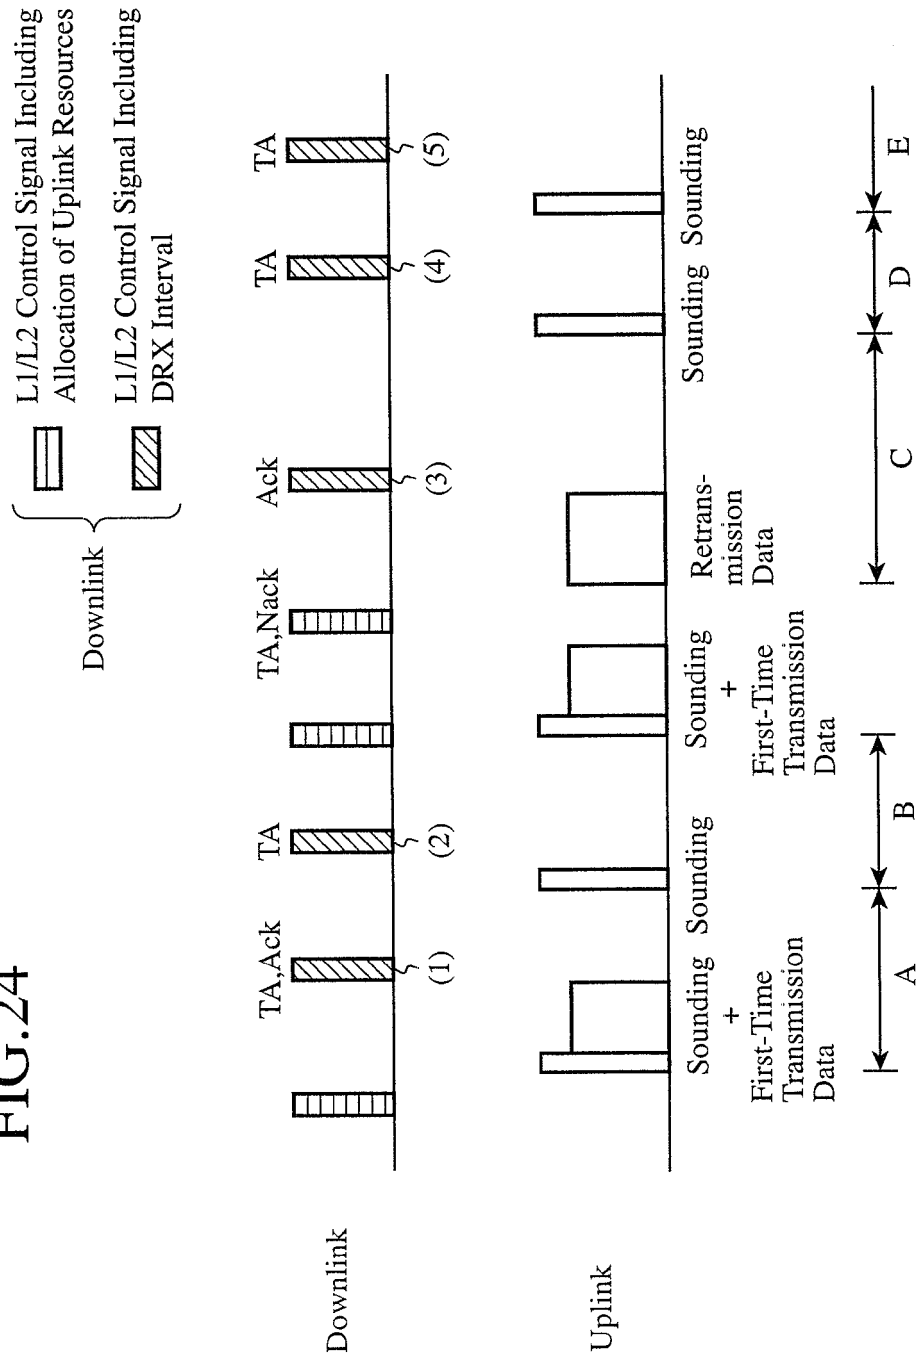 FIG.24
Downlink
L1/L2 Control Signal Including
Allocation of Uplink Resources
L1/L2 Control Signal Including
DRX Interval
Downlink
TA,Ack
TA
TA,Nack
Ack
TA
TA
(1)
(2)
(3)
(4)
(5)
Uplink
Sounding
+
First-Time
Transmission
Data
Sounding
Sounding
+
First-Time
Transmission
Data
Retrans-
mission
Data
Sounding
Sounding
A
B
C
D
E